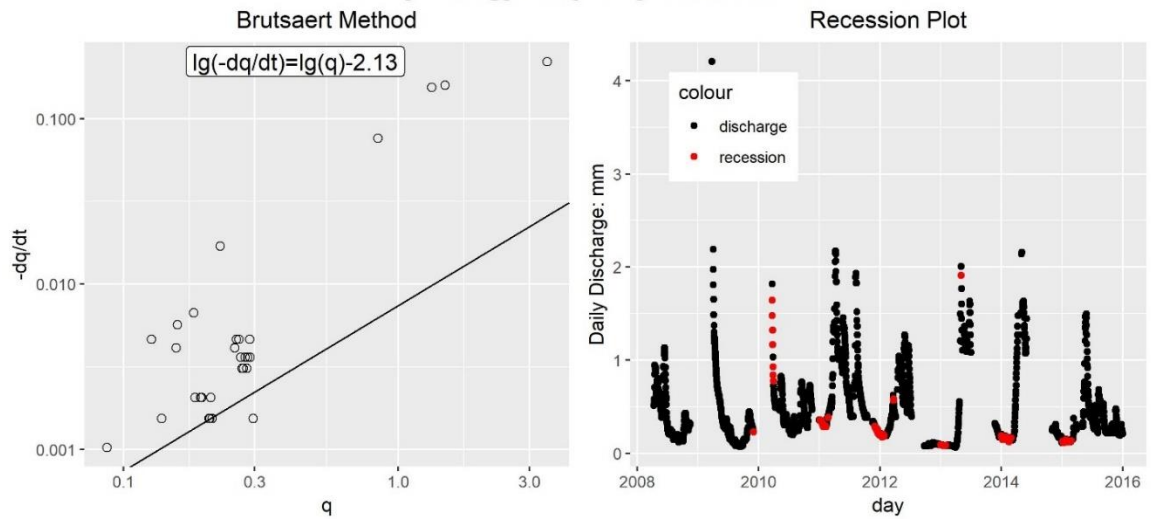 Brutsaert Method
lg(-dq/dt)=lg(q)-2.13
0.100
0.010
0.001
-dq/dt
0.1
0.3
1.0
3.0
q
Recession Plot
colour
discharge
recession
4
3
2
1
0
Daily Discharge: mm
2008
2010
2012
2014
2016
day